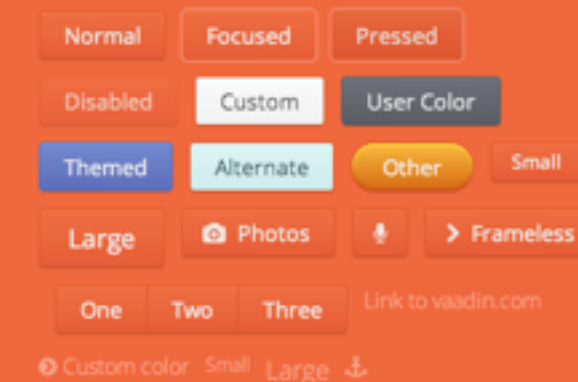 Normal Focused Pressed
Disabled Custom User Color
Themed Alternate Other Small
Large Photos Frameless
One Two Three Link to vaadin.com
Custom color Small Large